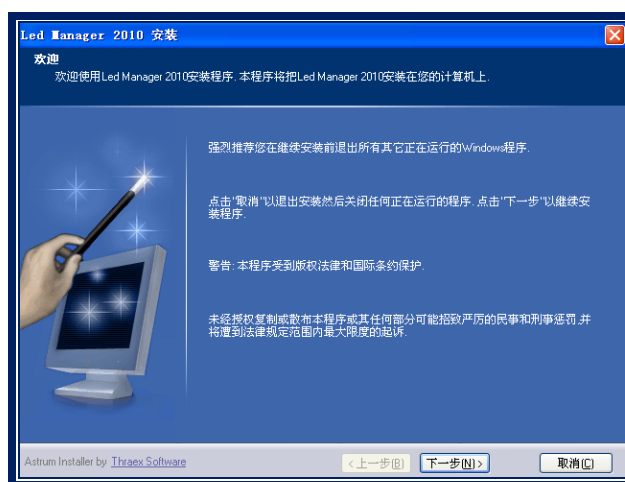 Led Manager 2010 安装
欢迎
欢迎使用Led Manager 2010安装程序. 本程序将把Led Manager 2010安装在您的计算机上.
强烈推荐您在继续安装前退出所有其它正在运行的Windows程序.
点击"取消"以退出安装然后关闭任何正在运行的程序. 点击"下一步"以继续安
装程序.
警告: 本程序受到版权法律和国际条约保护.
未经授权复制或散布本程序或其任何部分可能招致严厉的民事和刑事惩罚,并
将遭到法律规定范围内最大限度的起诉.
Astrum Installer by Thraex Software
<上一步(B) 下一步(N)> 取消(C)